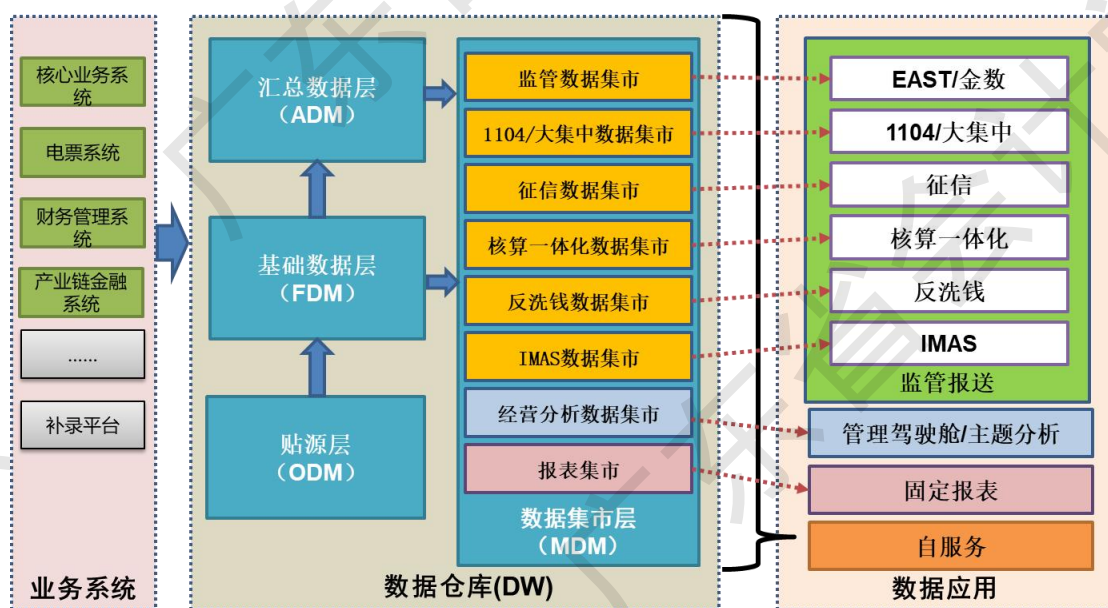 核心业务系
统
电票系统
财务管理系
统
产业链金融
系统
......
补录平台
业务系统
汇总数据层
（ADM）
基础数据层
（FDM）
贴源层
（ODM）
监管数据集市
1104/大集中数据集市
征信数据集市
核算一体化数据集市
反洗钱数据集市
IMAS数据集市
经营分析数据集市
报表集市
数据集市层
（MDM）
数据仓库(DW)
EAST/金数
1104/大集中
征信
核算一体化
反洗钱
IMAS
监管报送
管理驾驶舱/主题分析
固定报表
自服务
数据应用